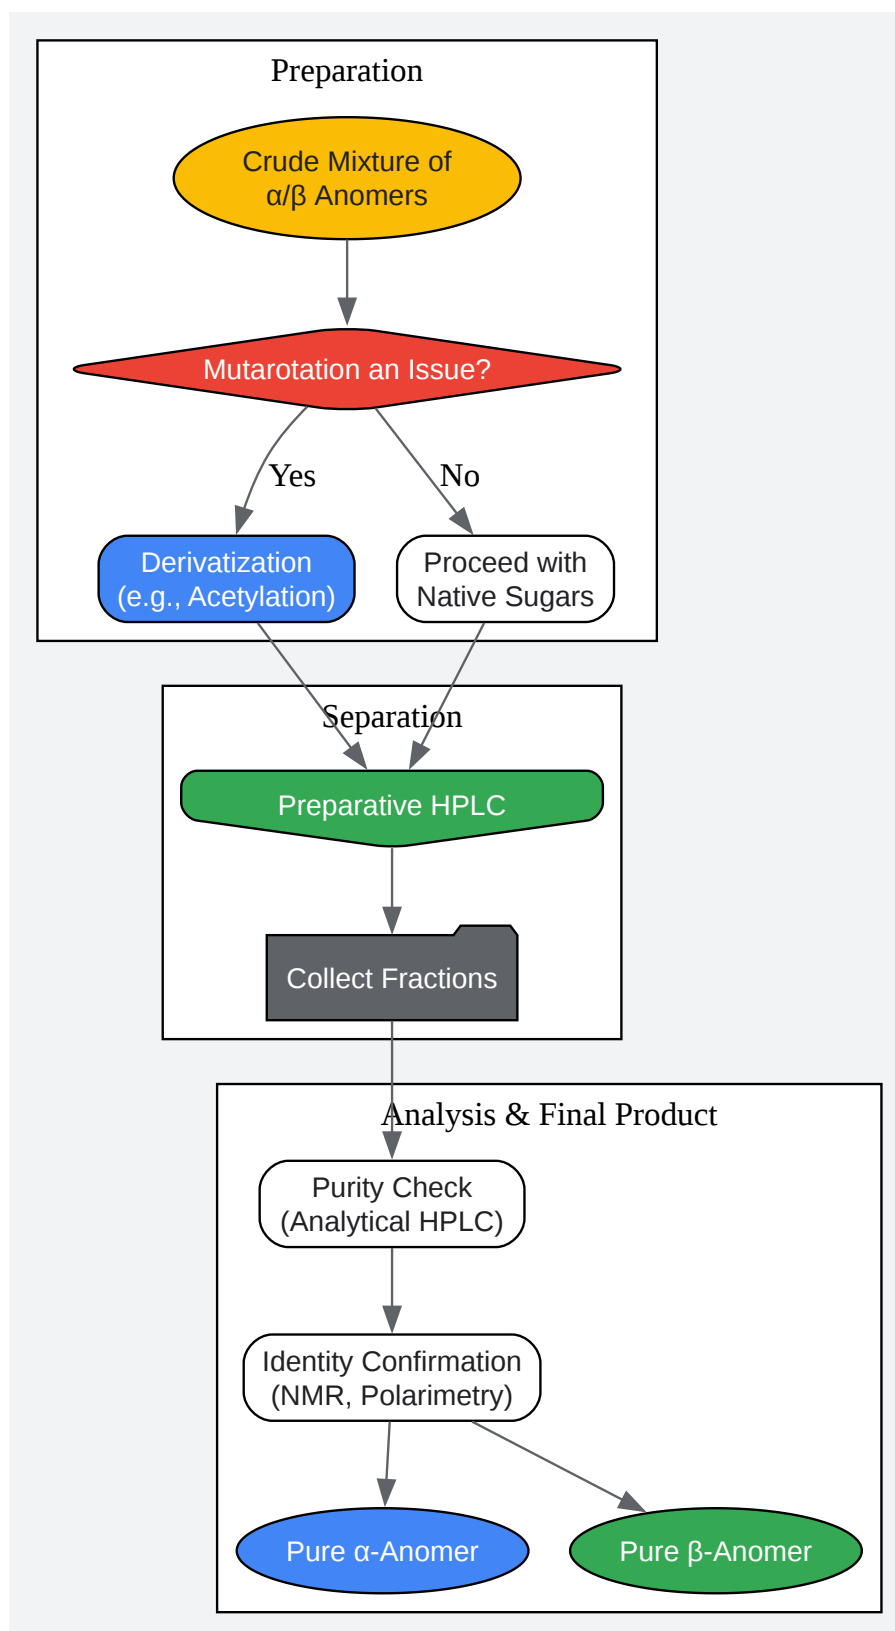 Preparation
Crude Mixture of
α/β Anomers
Mutarotation an Issue?
Yes
No
Derivatization
(e.g., Acetylation)
Proceed with
Native Sugars
Separation
Preparative HPLC
Collect Fractions
Analysis & Final Product
Purity Check
(Analytical HPLC)
Identity Confirmation
(NMR, Polarimetry)
Pure α-Anomer
Pure β-Anomer